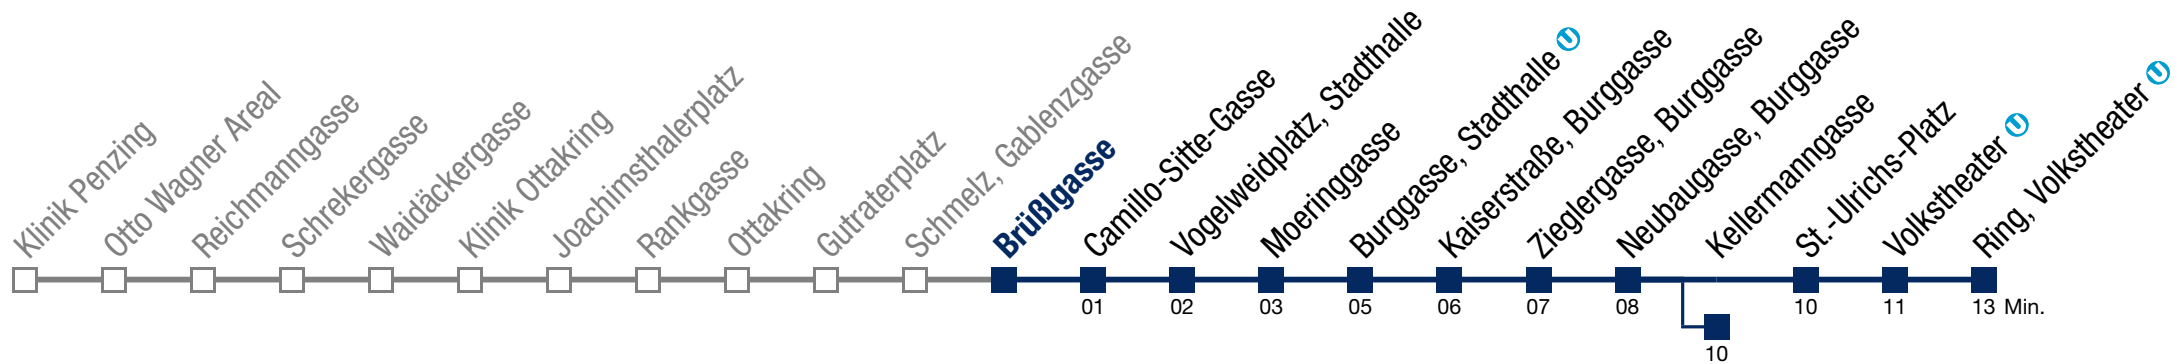 Klinik Penzing
Otto Wagner Areal
Reichmanngasse
Schrekergasse
Waidäckergasse
Klinik Ottakring
Joachimsthalerplatz
Rankgasse
Ottakring
Gutraterplatz
Schmelz, Gablenzgasse
Brüßlgasse
Camillo-Sitte-Gasse
Vogelweidplatz, Stadthalle
Moeringgasse
Burggasse, Stadthalle U
Kaiserstraße, Burggasse
Zieglergasse, Burggasse
Neubaugasse, Burggasse
Kellermanngasse
St.-Ulrichs-Platz
Volkstheater U
Ring, Volkstheater U
01 02 03 05 06 07 08 10 11 13 Min.
10